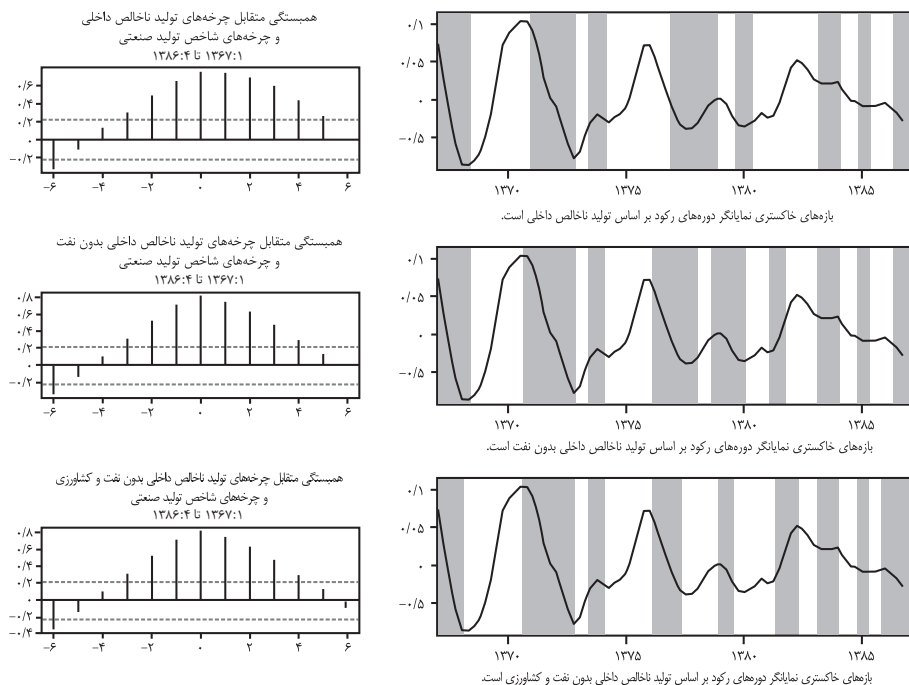 همبستگی متقابل چرخه‌های تولید ناخالص داخلی
و چرخه‌های شاخص تولید صنعتی
۱۳۶۷:۱ تا ۱۳۸۶:۴
۰/۶
۰/۴
۰/۲
۰
−۰/۲
−۶ −۴ −۲ ۰ ۲ ۴ ۶
۰/۱
۰/۰۵
۰
−۰/۵
۱۳۷۰ ۱۳۷۵ ۱۳۸۰ ۱۳۸۵
بازه‌های خاکستری نمایانگر دوره‌های رکود بر اساس تولید ناخالص داخلی است.
همبستگی متقابل چرخه‌های تولید ناخالص داخلی بدون نفت
و چرخه‌های شاخص تولید صنعتی
۱۳۶۷:۱ تا ۱۳۸۶:۴
۰/۸
۰/۶
۰/۴
۰/۲
۰
−۰/۲
−۶ −۴ −۲ ۰ ۲ ۴ ۶
۰/۱
۰/۰۵
۰
−۰/۵
۱۳۷۰ ۱۳۷۵ ۱۳۸۰ ۱۳۸۵
بازه‌های خاکستری نمایانگر دوره‌های رکود بر اساس تولید ناخالص داخلی بدون نفت است.
همبستگی متقابل چرخه‌های تولید ناخالص داخلی بدون نفت و کشاورزی
و چرخه‌های شاخص تولید صنعتی
۱۳۶۷:۱ تا ۱۳۸۶:۴
۰/۸
۰/۶
۰/۴
۰/۲
۰
−۰/۲
−۰/۴
−۶ −۴ −۲ ۰ ۲ ۴ ۶
۰/۱
۰/۰۵
۰
−۰/۵
۱۳۷۰ ۱۳۷۵ ۱۳۸۰ ۱۳۸۵
بازه‌های خاکستری نمایانگر دوره‌های رکود بر اساس تولید ناخالص داخلی بدون نفت و کشاورزی است.